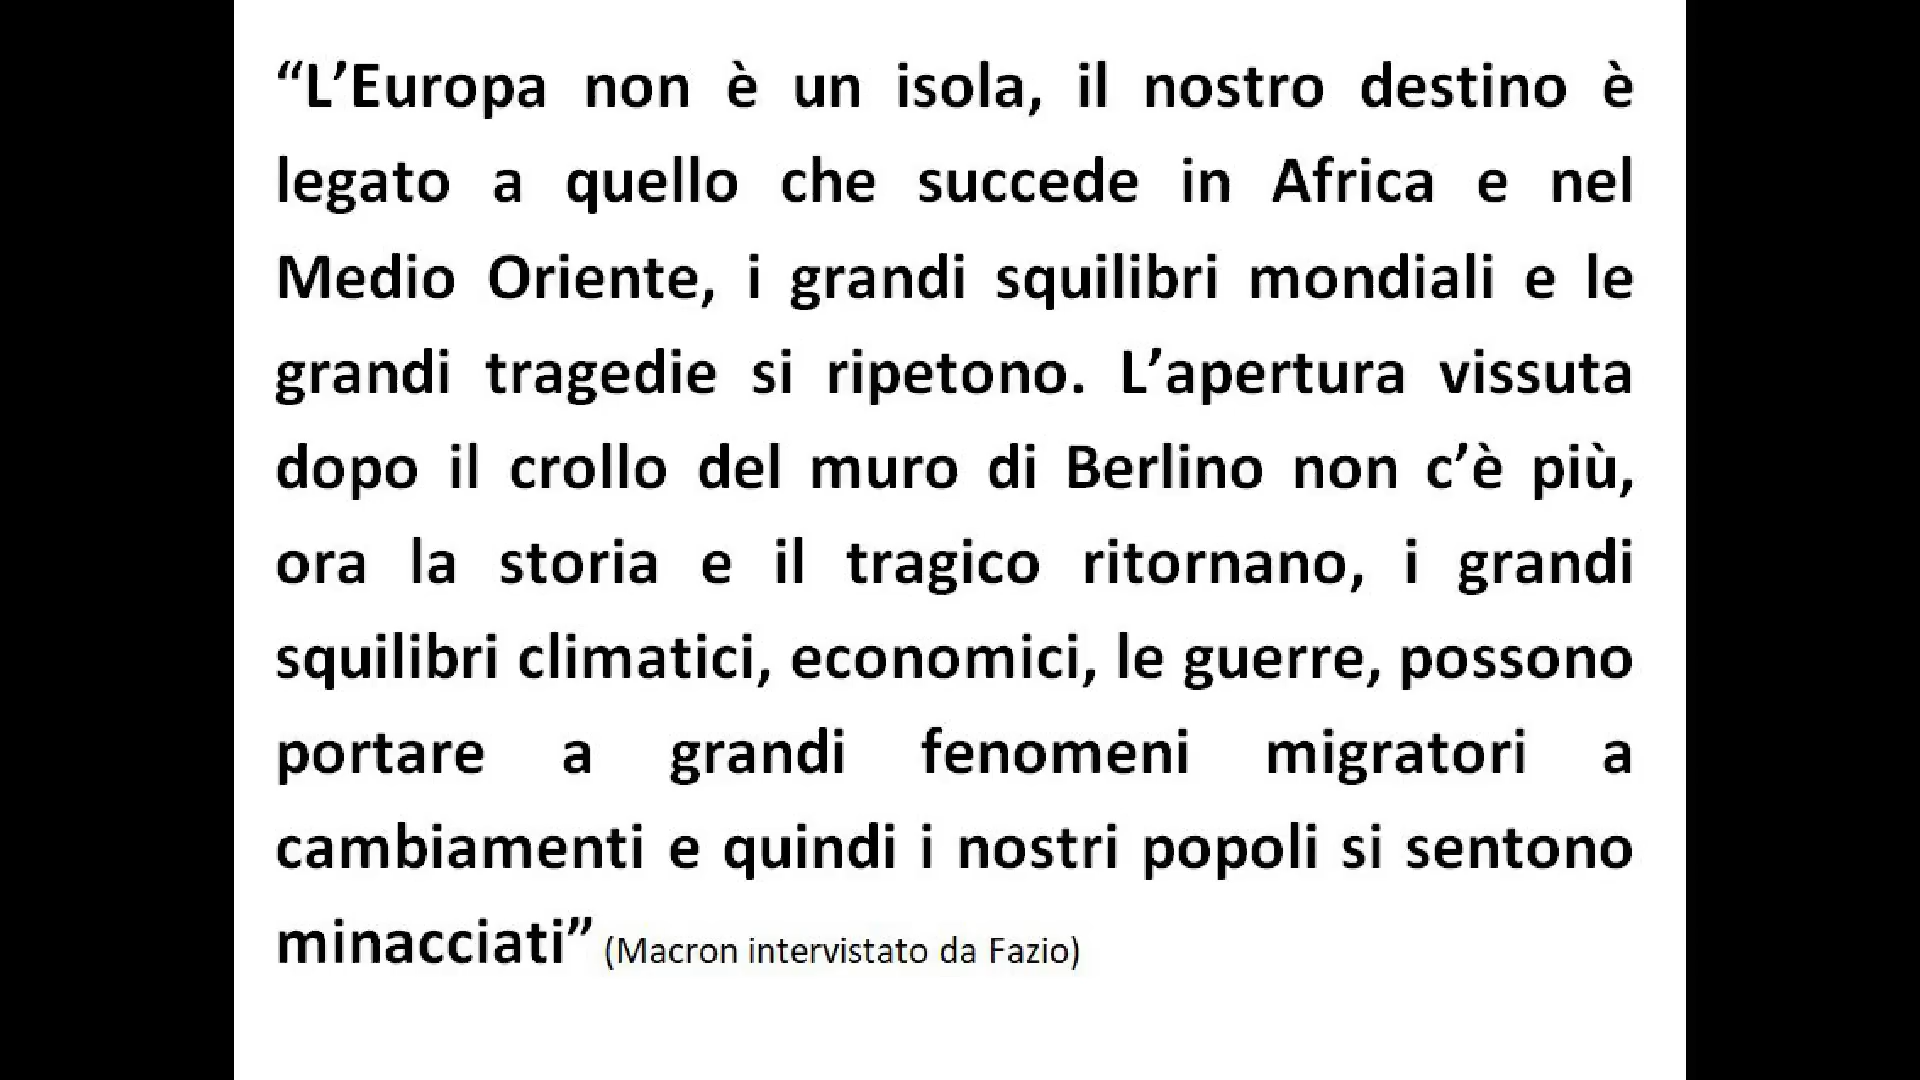 “L’Europa non è un isola, il nostro destino è
legato a quello che succede in Africa e nel
Medio Oriente, i grandi squilibri mondiali e le
grandi tragedie si ripetono. L’apertura vissuta
dopo il crollo del muro di Berlino non c’è più,
ora la storia e il tragico ritornano, i grandi
squilibri climatici, economici, le guerre, possono
portare a grandi fenomeni migratori a
cambiamenti e quindi i nostri popoli si sentono
minacciati” (Macron intervistato da Fazio)